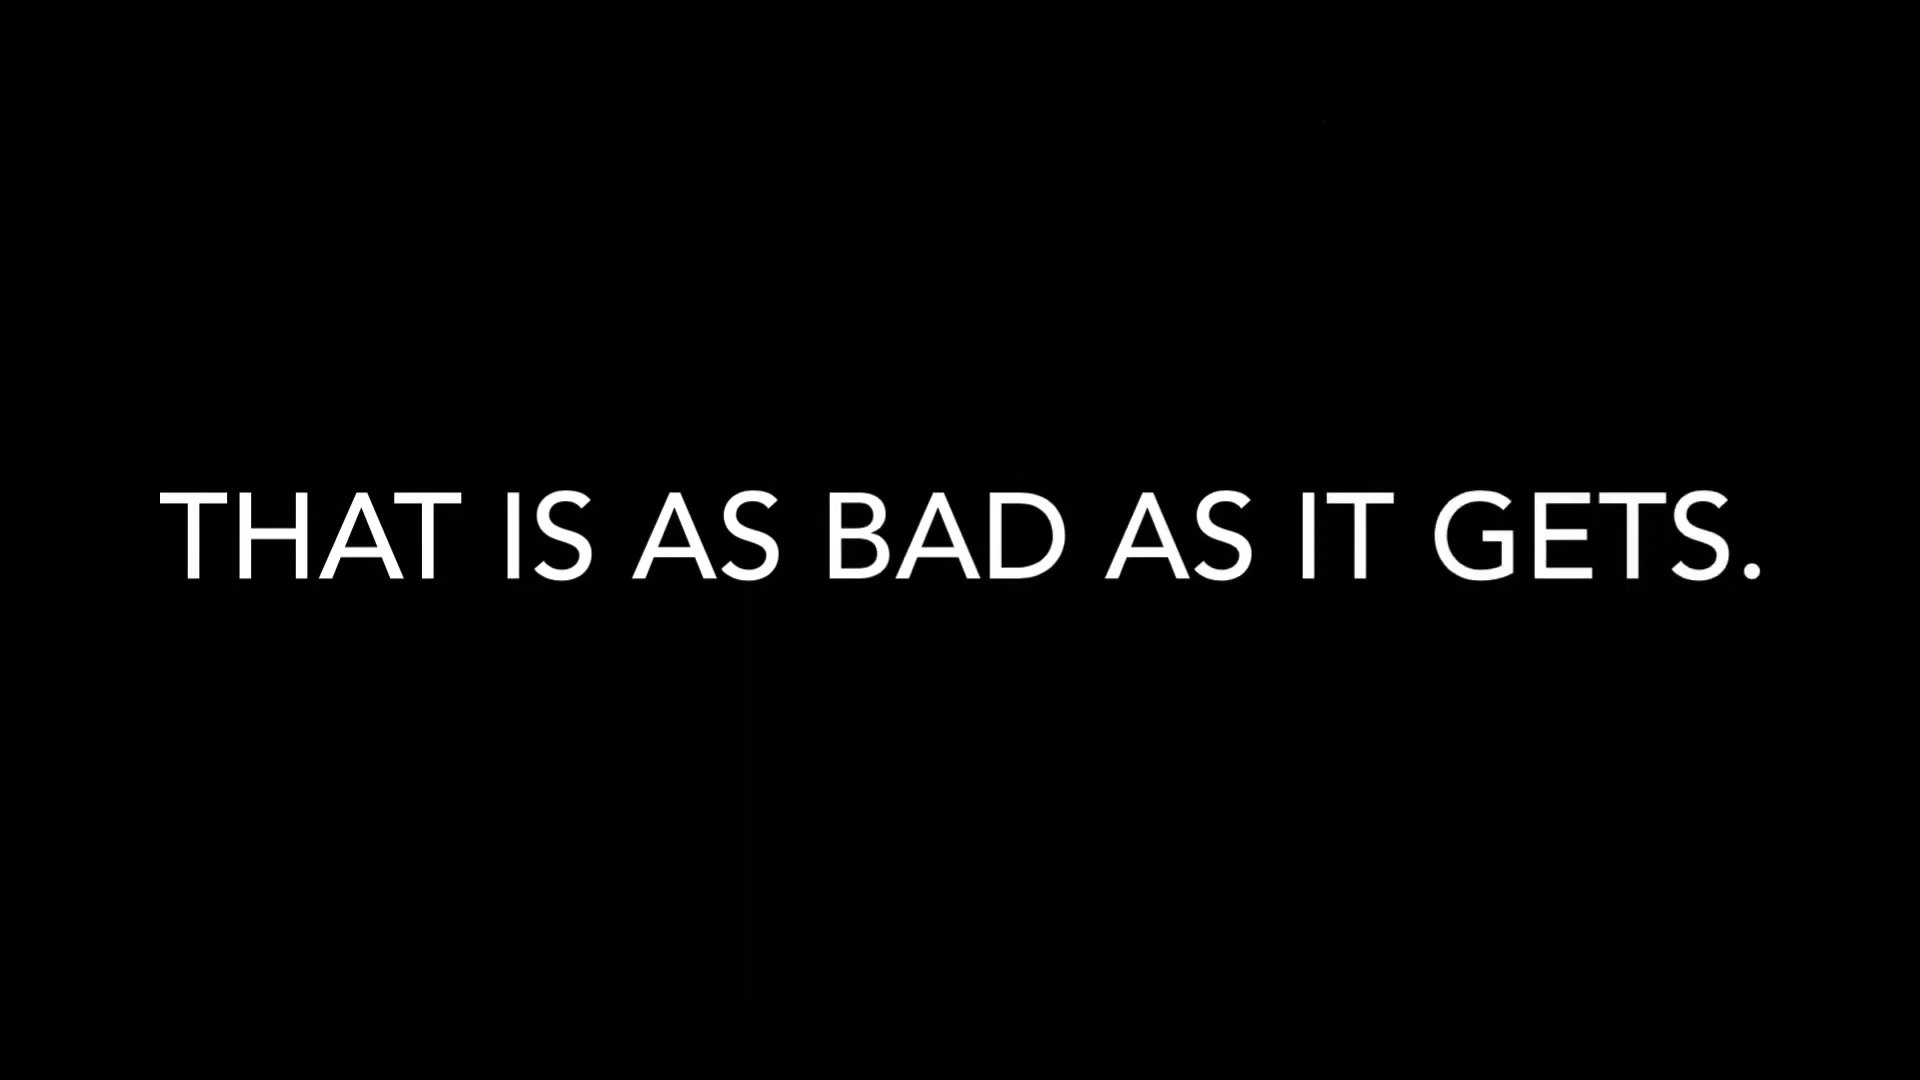 THAT IS AS BAD AS IT GETS.